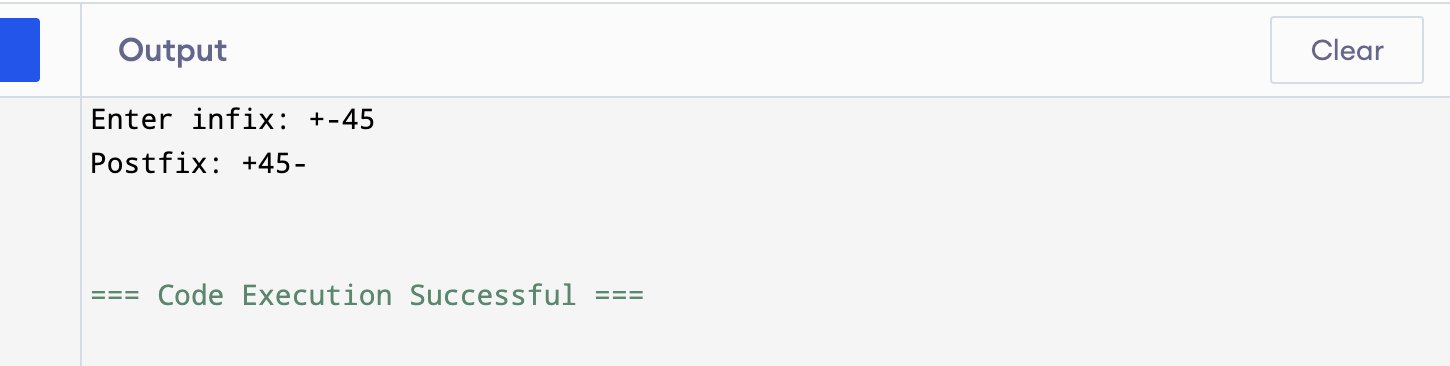 Output
Clear
Enter infix: +-45
Postfix: +45-
=== Code Execution Successful ===